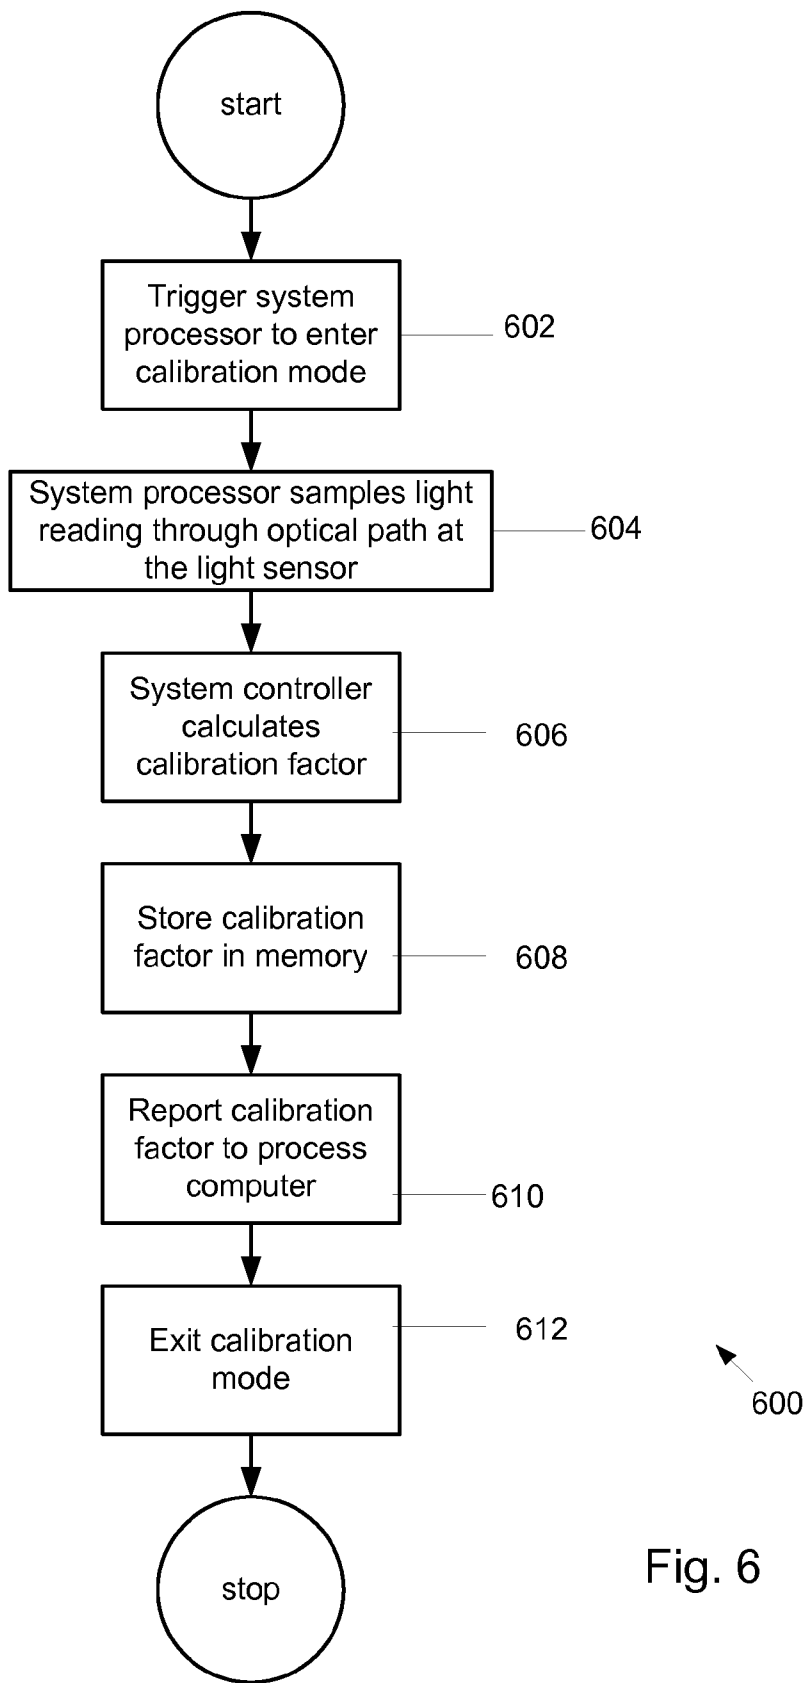 start
Trigger system
processor to enter
calibration mode
602
System processor samples light
reading through optical path at
the light sensor
604
System controller
calculates
calibration factor
606
Store calibration
factor in memory
608
Report calibration
factor to process
computer
610
Exit calibration
mode
612
600
stop
Fig. 6